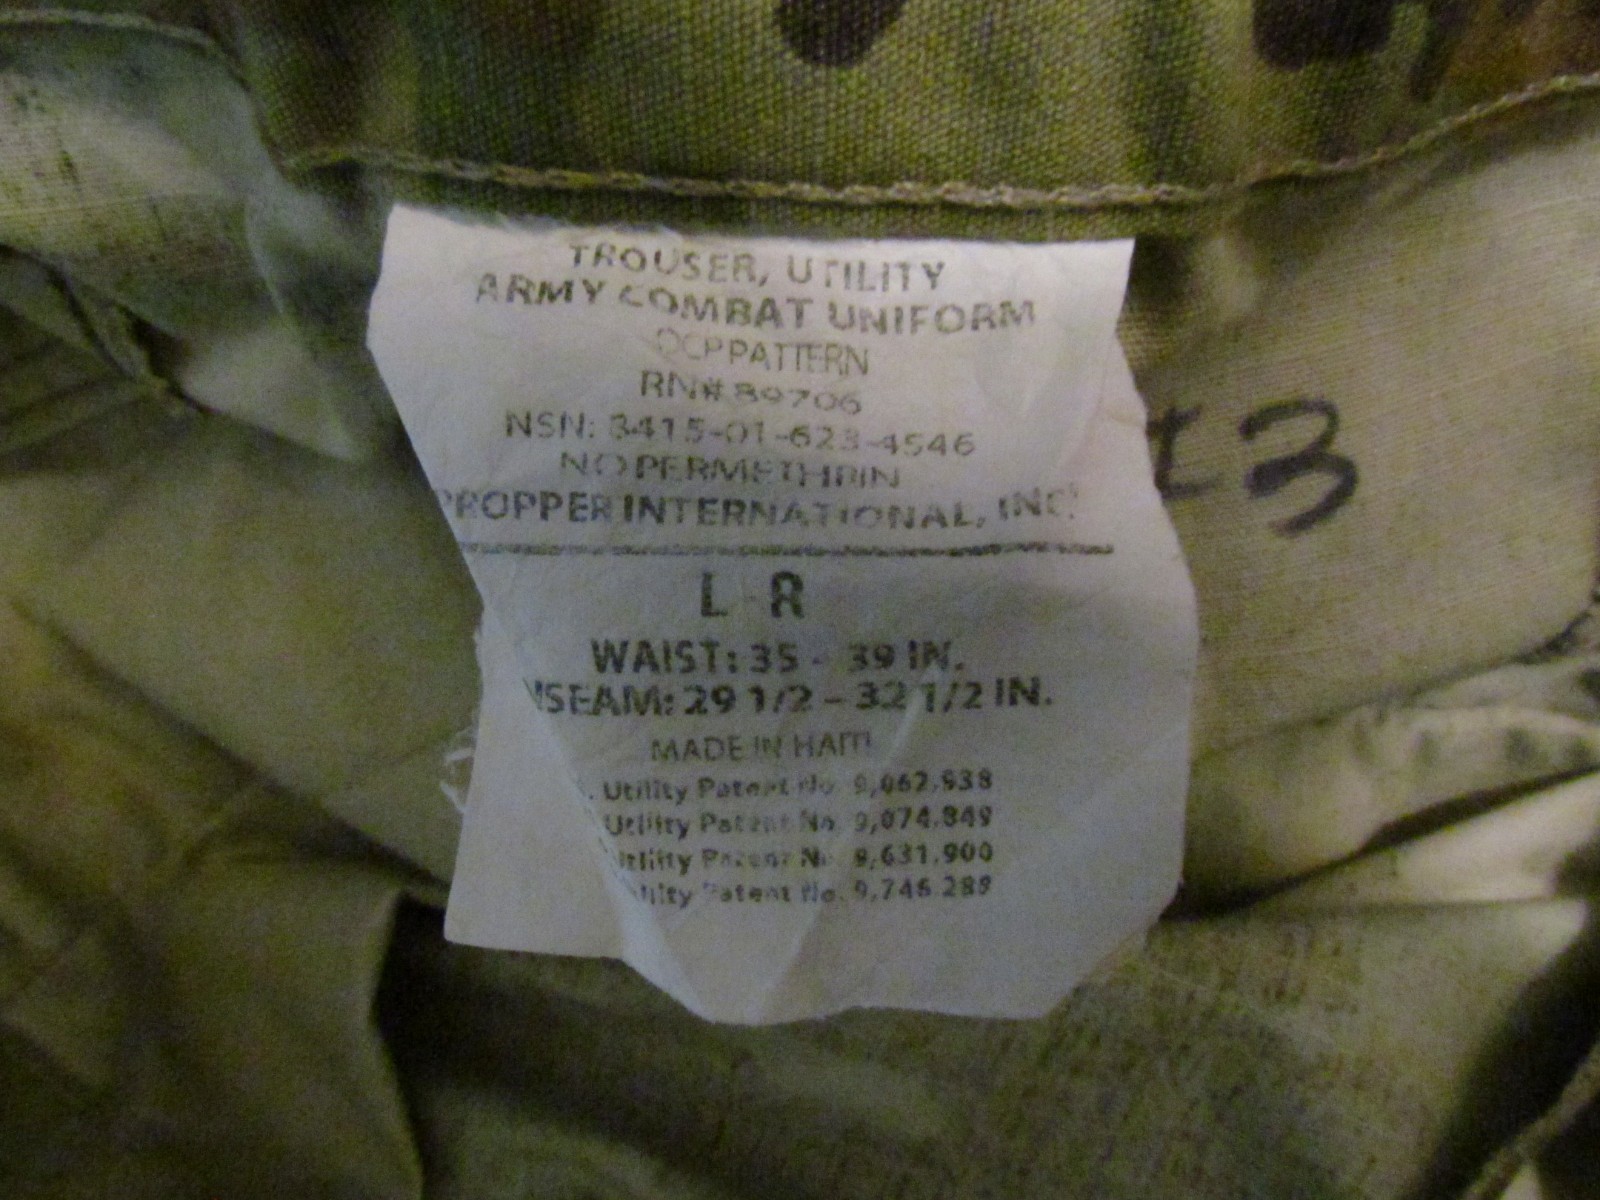 TROUSER, UTILITY
ARMY COMBAT UNIFORM
OCP PATTERN
RN# 89706
NSN: 8415-01-623-4546
NO PERMETHRIN
PROPPER INTERNATIONAL, INC.
L-R
WAIST: 35 - 39 IN.
INSEAM: 29 1/2 - 32 1/2 IN.
MADE IN HAITI
Utility Patent No. 9,062,938
Utility Patent No. 9,074,849
Utility Patent No. 9,631,900
Utility Patent No. 9,746,288